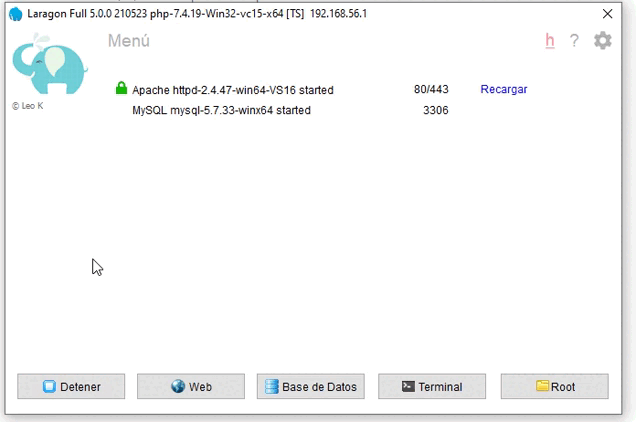 Laragon Full 5.0.0 210523 php-7.4.19-Win32-vc15-x64 [TS] 192.168.56.1
Menú
h ?
© Leo K
Apache httpd-2.4.47-win64-VS16 started 80/443 Recargar
MySQL mysql-5.7.33-winx64 started 3306
Detener Web Base de Datos Terminal Root